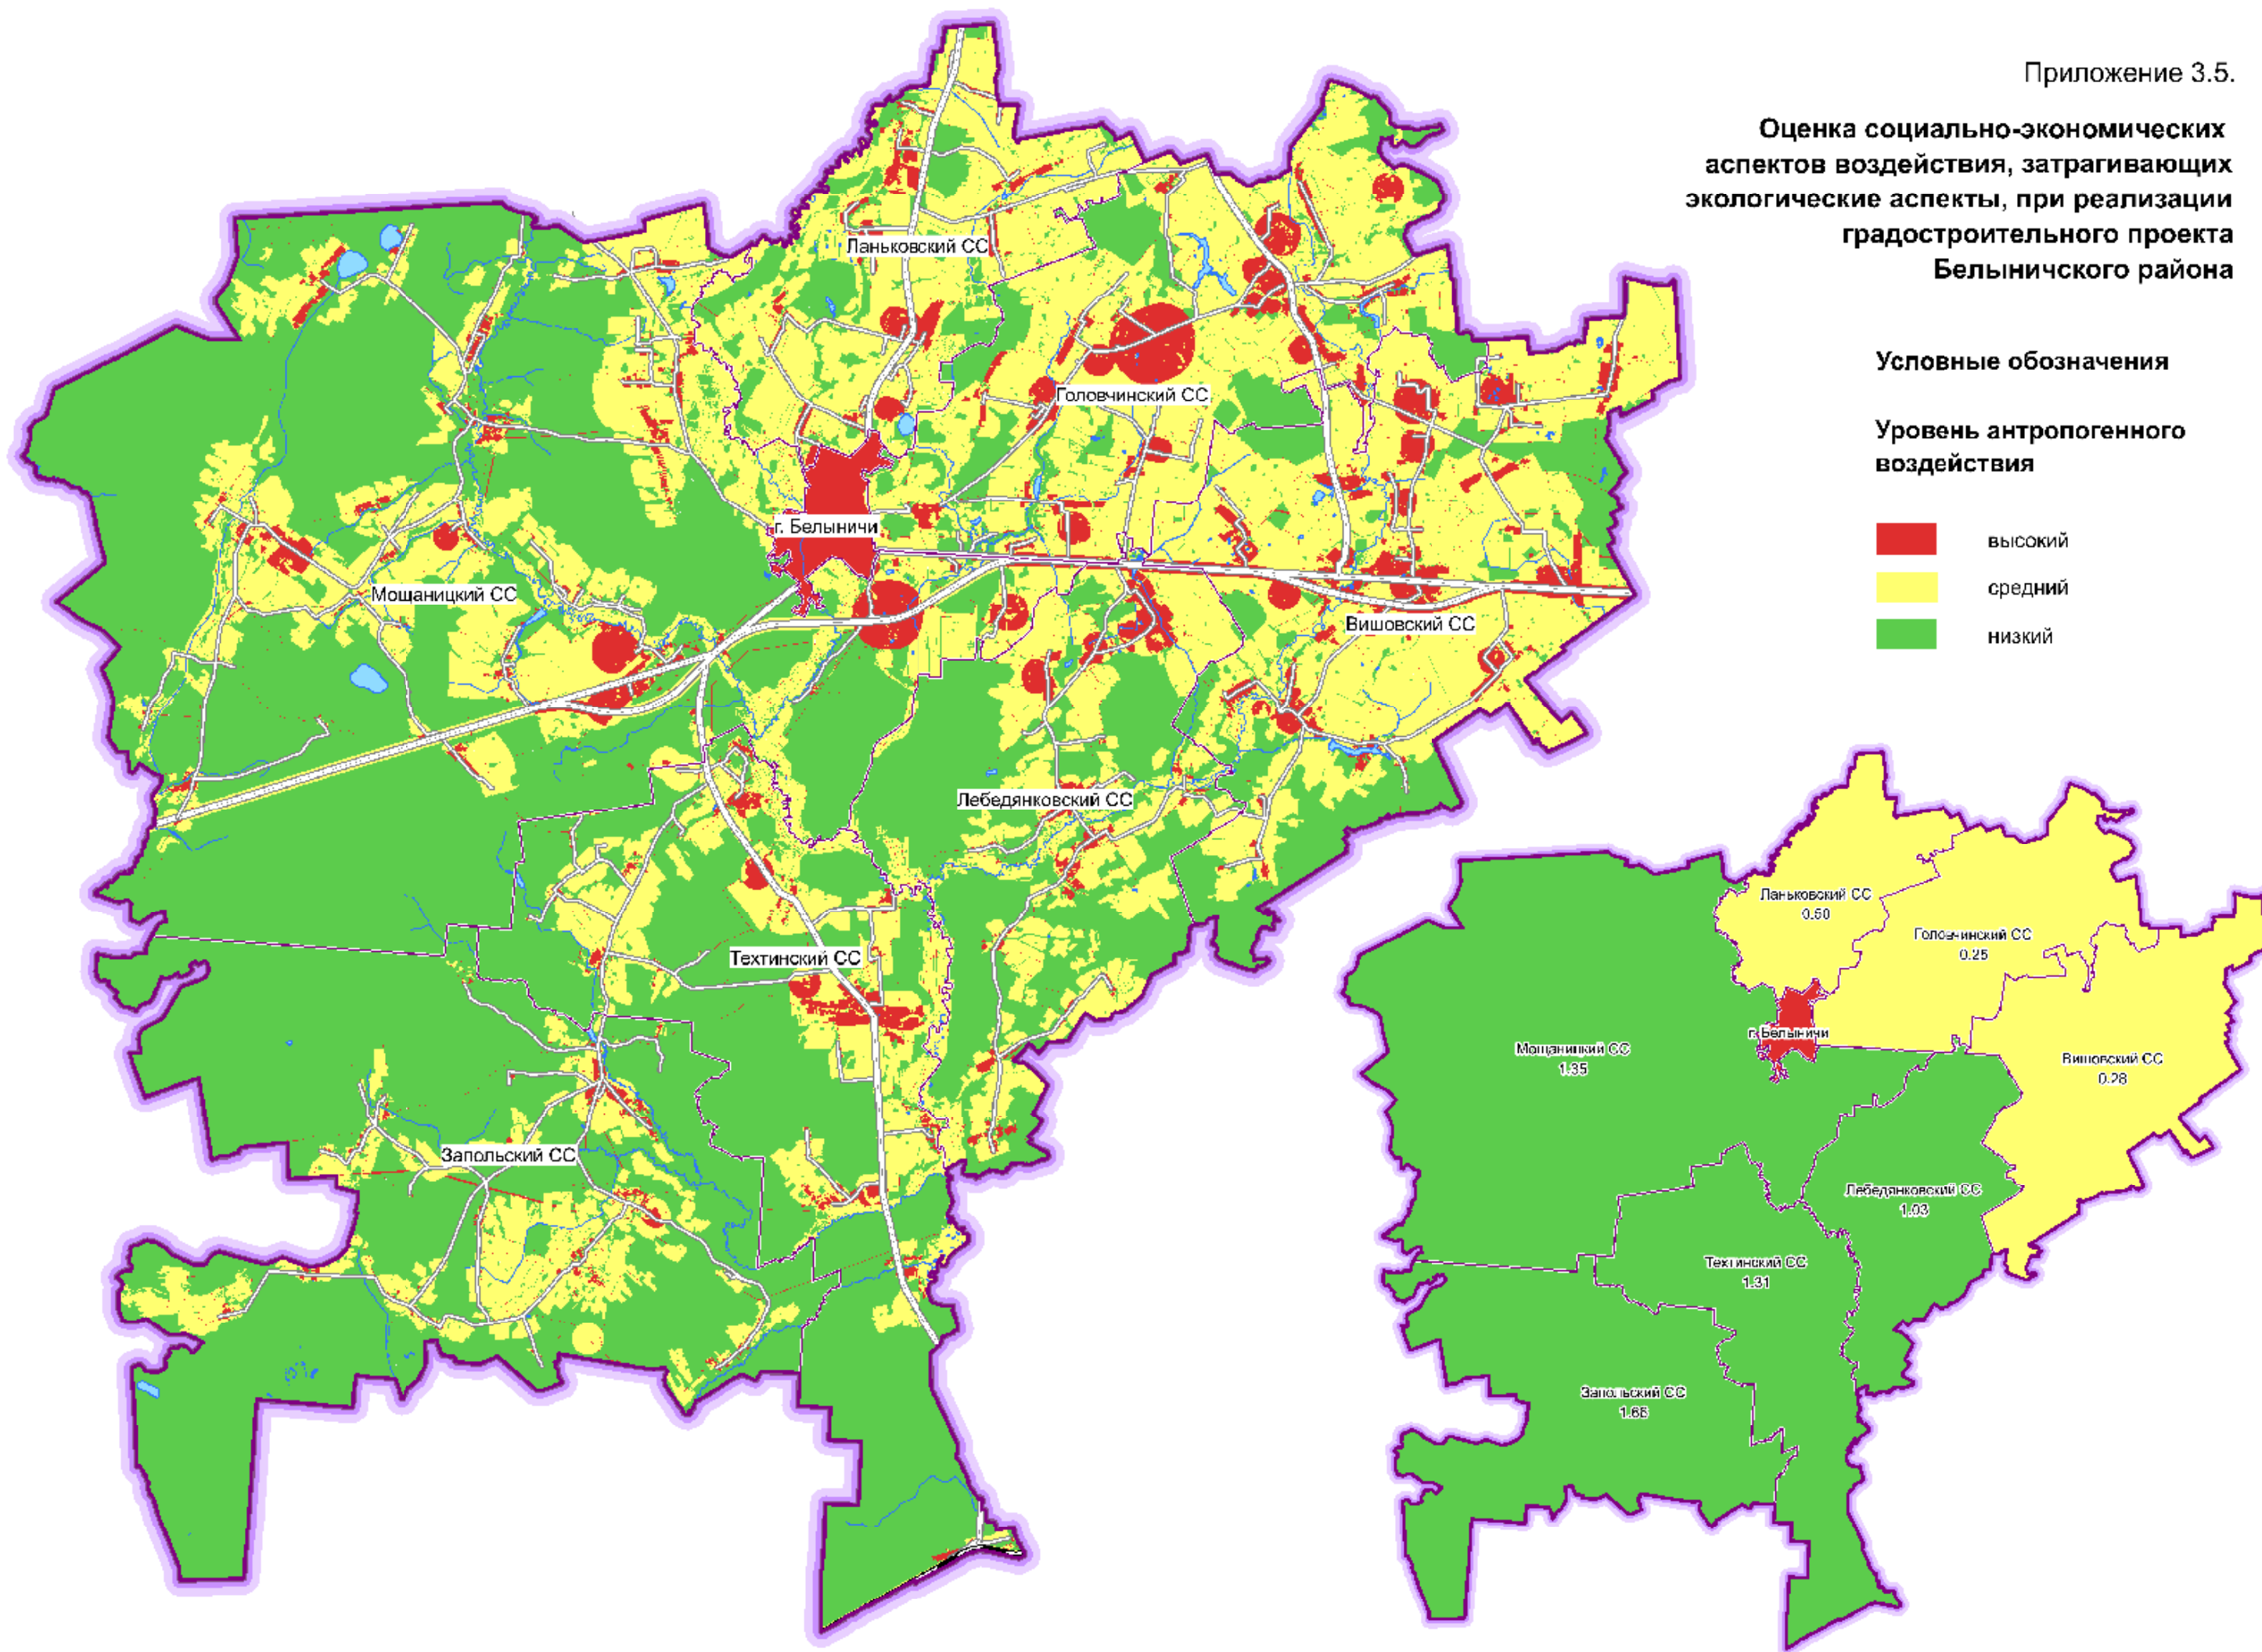 Приложение 3.5.
Оценка социально-экономических
аспектов воздействия, затрагивающих
экологические аспекты, при реализации
градостроительного проекта
Белыничского района
Условные обозначения
Уровень антропогенного
воздействия
высокий
средний
низкий
Ланьковский СС
Головчинский СС
г. Белыничи
Мощаницкий СС
Вишовский СС
Лебедянковский СС
Техтинский СС
Запольский СС
Ланьковский СС
0.50
Головчинский СС
0.25
г. Белыничи
Мощаницкий СС
1.35
Вишовский СС
0.28
Лебедянковский СС
1.03
Техтинский СС
1.31
Запольский СС